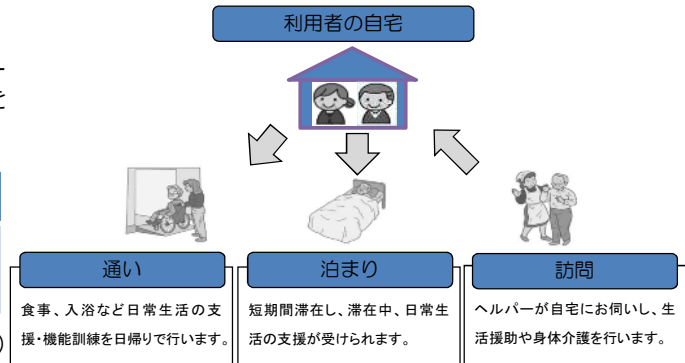 利用者の自宅
通い
食事、入浴など日常生活の支
援・機能訓練を日帰りで行います。
泊まり
短期間滞在し、滞在中、日常生
活の支援が受けられます。
訪問
ヘルパーが自宅にお伺いし、生
活援助や身体介護を行います。